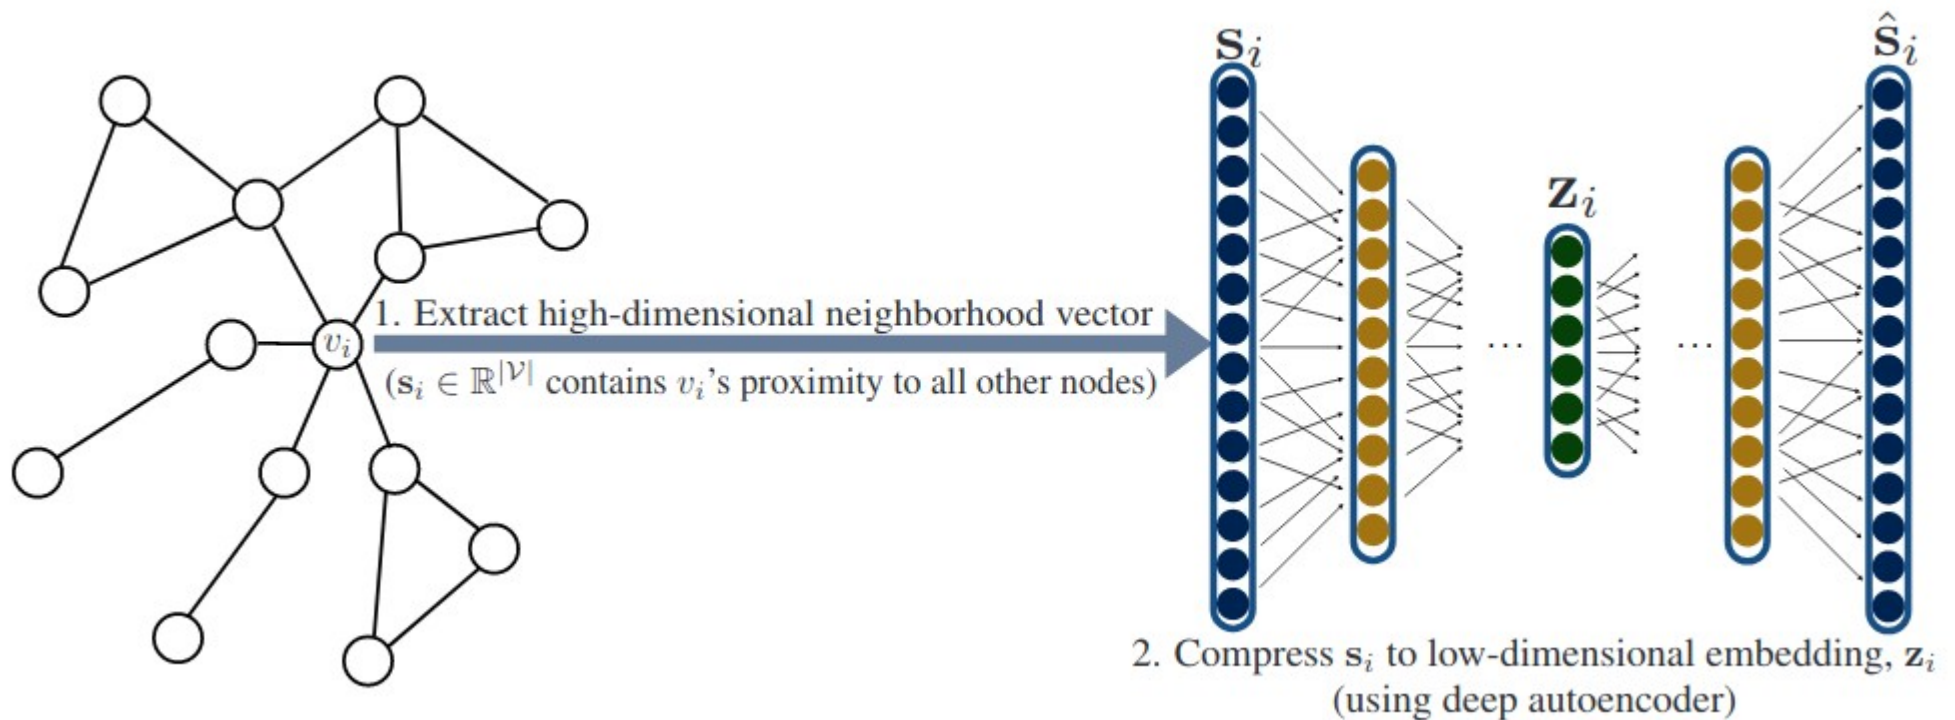 s_i
ŝ_i
z_i
v_i
1. Extract high-dimensional neighborhood vector
(s_i ∈ ℝ^|𝒱| contains v_i's proximity to all other nodes)
...
...
2. Compress s_i to low-dimensional embedding, z_i
(using deep autoencoder)